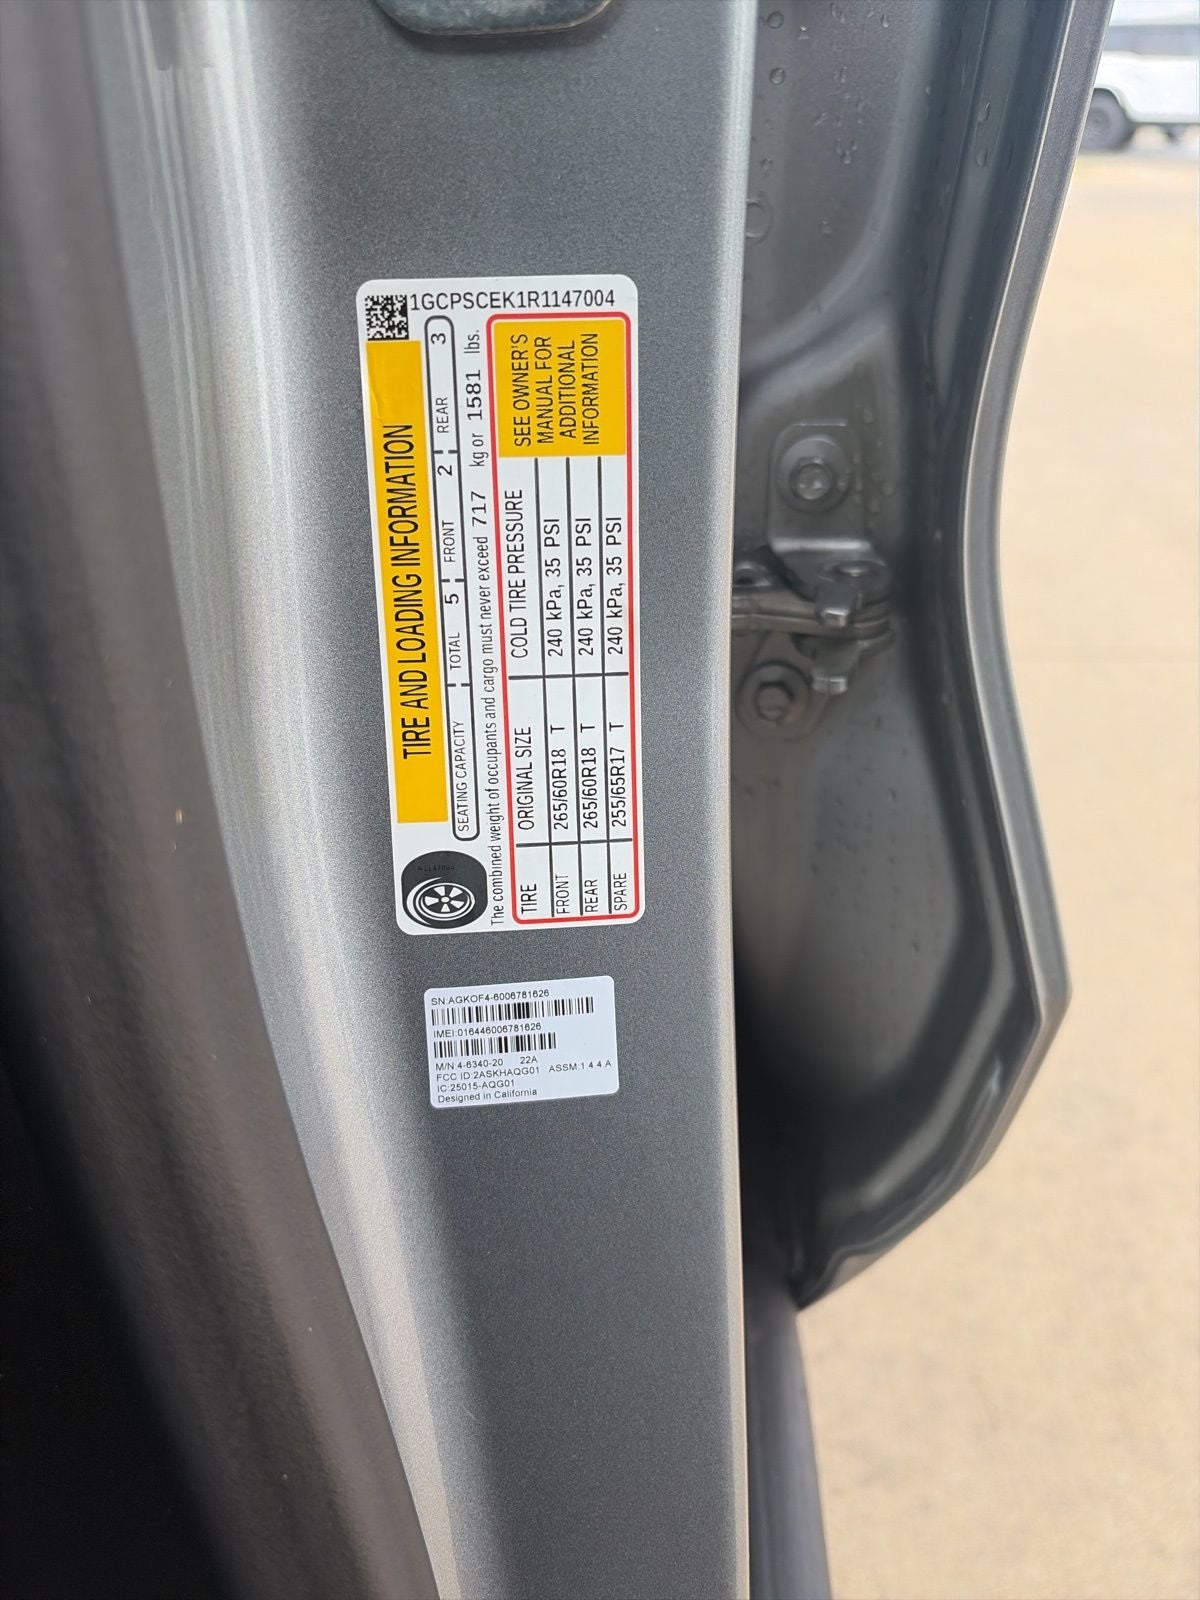 1GCPSCEK1R1147004
TIRE AND LOADING INFORMATION
SEATING CAPACITY TOTAL 5 FRONT 2 REAR 3
The combined weight of occupants and cargo must never exceed 717 kg or 1581 lbs.
TIRE ORIGINAL SIZE COLD TIRE PRESSURE
FRONT 265/60R18 T 240 kPa, 35 PSI
REAR 265/60R18 T 240 kPa, 35 PSI
SPARE 255/65R17 T 240 kPa, 35 PSI
SEE OWNER'S
MANUAL FOR
ADDITIONAL
INFORMATION
R1147004
SN:AGKOF4-6006781626
IMEI:016446006781626
M/N:4-6340-20 22A
FCC ID:2ASKHAQG01 ASSM:1.4.4 A
IC:25015-AQG01
Designed in California